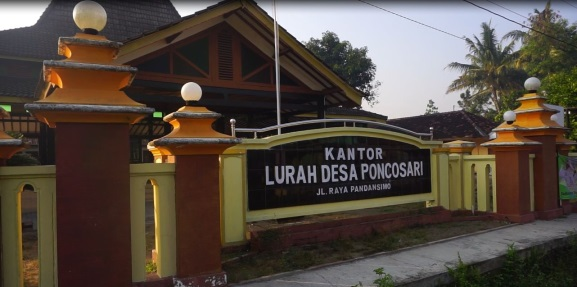 KANTOR
LURAH DESA PONCOSARI
JL. RAYA PANDANSIMO